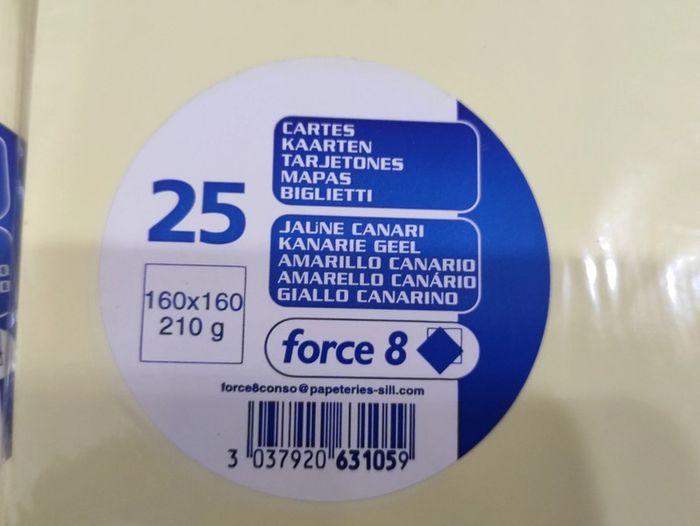 25
160x160
210 g
CARTES
KAARTEN
TARJETONES
MAPAS
BIGLIETTI
JAUNE CANARI
KANARIE GEEL
AMARILLO CANARIO
AMARELLO CANÁRIO
GIALLO CANARINO
force 8
force8conso@papeteries-sill.com
3 037920 631059